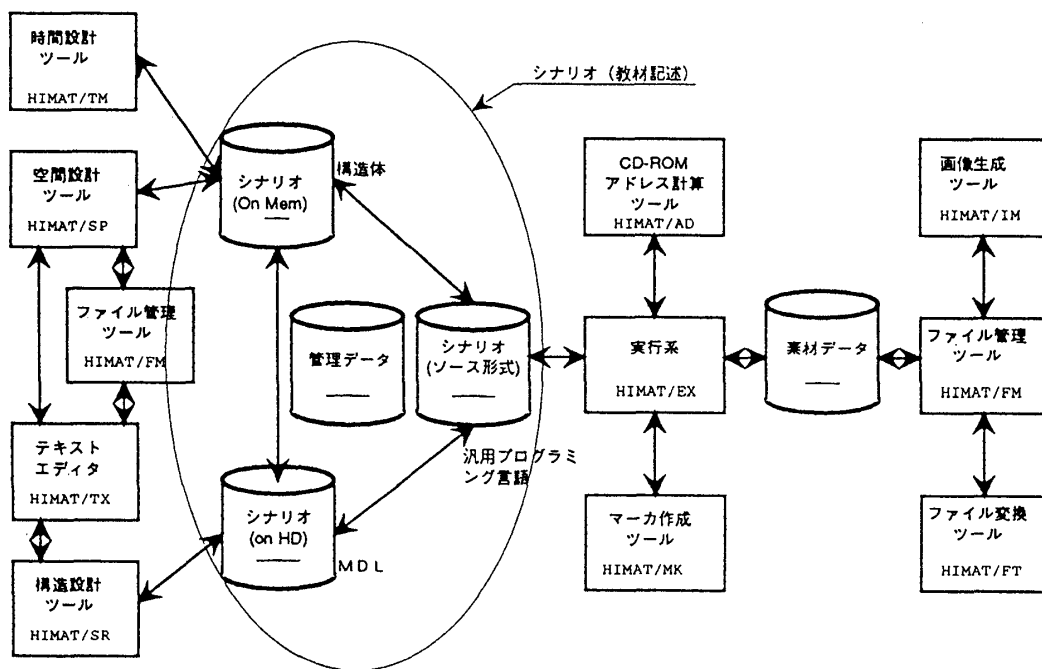 時間設計
ツール
HIMAT/TM
シナリオ（教材記述）
空間設計
ツール
HIMAT/SP
シナリオ
(On Mem)
構造体
CD-ROM
アドレス計算
ツール
HIMAT/AD
画像生成
ツール
HIMAT/IM
ファイル管理
ツール
HIMAT/FM
管理データ
シナリオ
(ソース形式)
実行系
HIMAT/EX
素材データ
ファイル管理
ツール
HIMAT/FM
テキスト
エディタ
HIMAT/TX
汎用プログラミ
ング言語
シナリオ
(on HD)
MDL
マーカ作成
ツール
HIMAT/MK
ファイル変換
ツール
HIMAT/FT
構造設計
ツール
HIMAT/SR